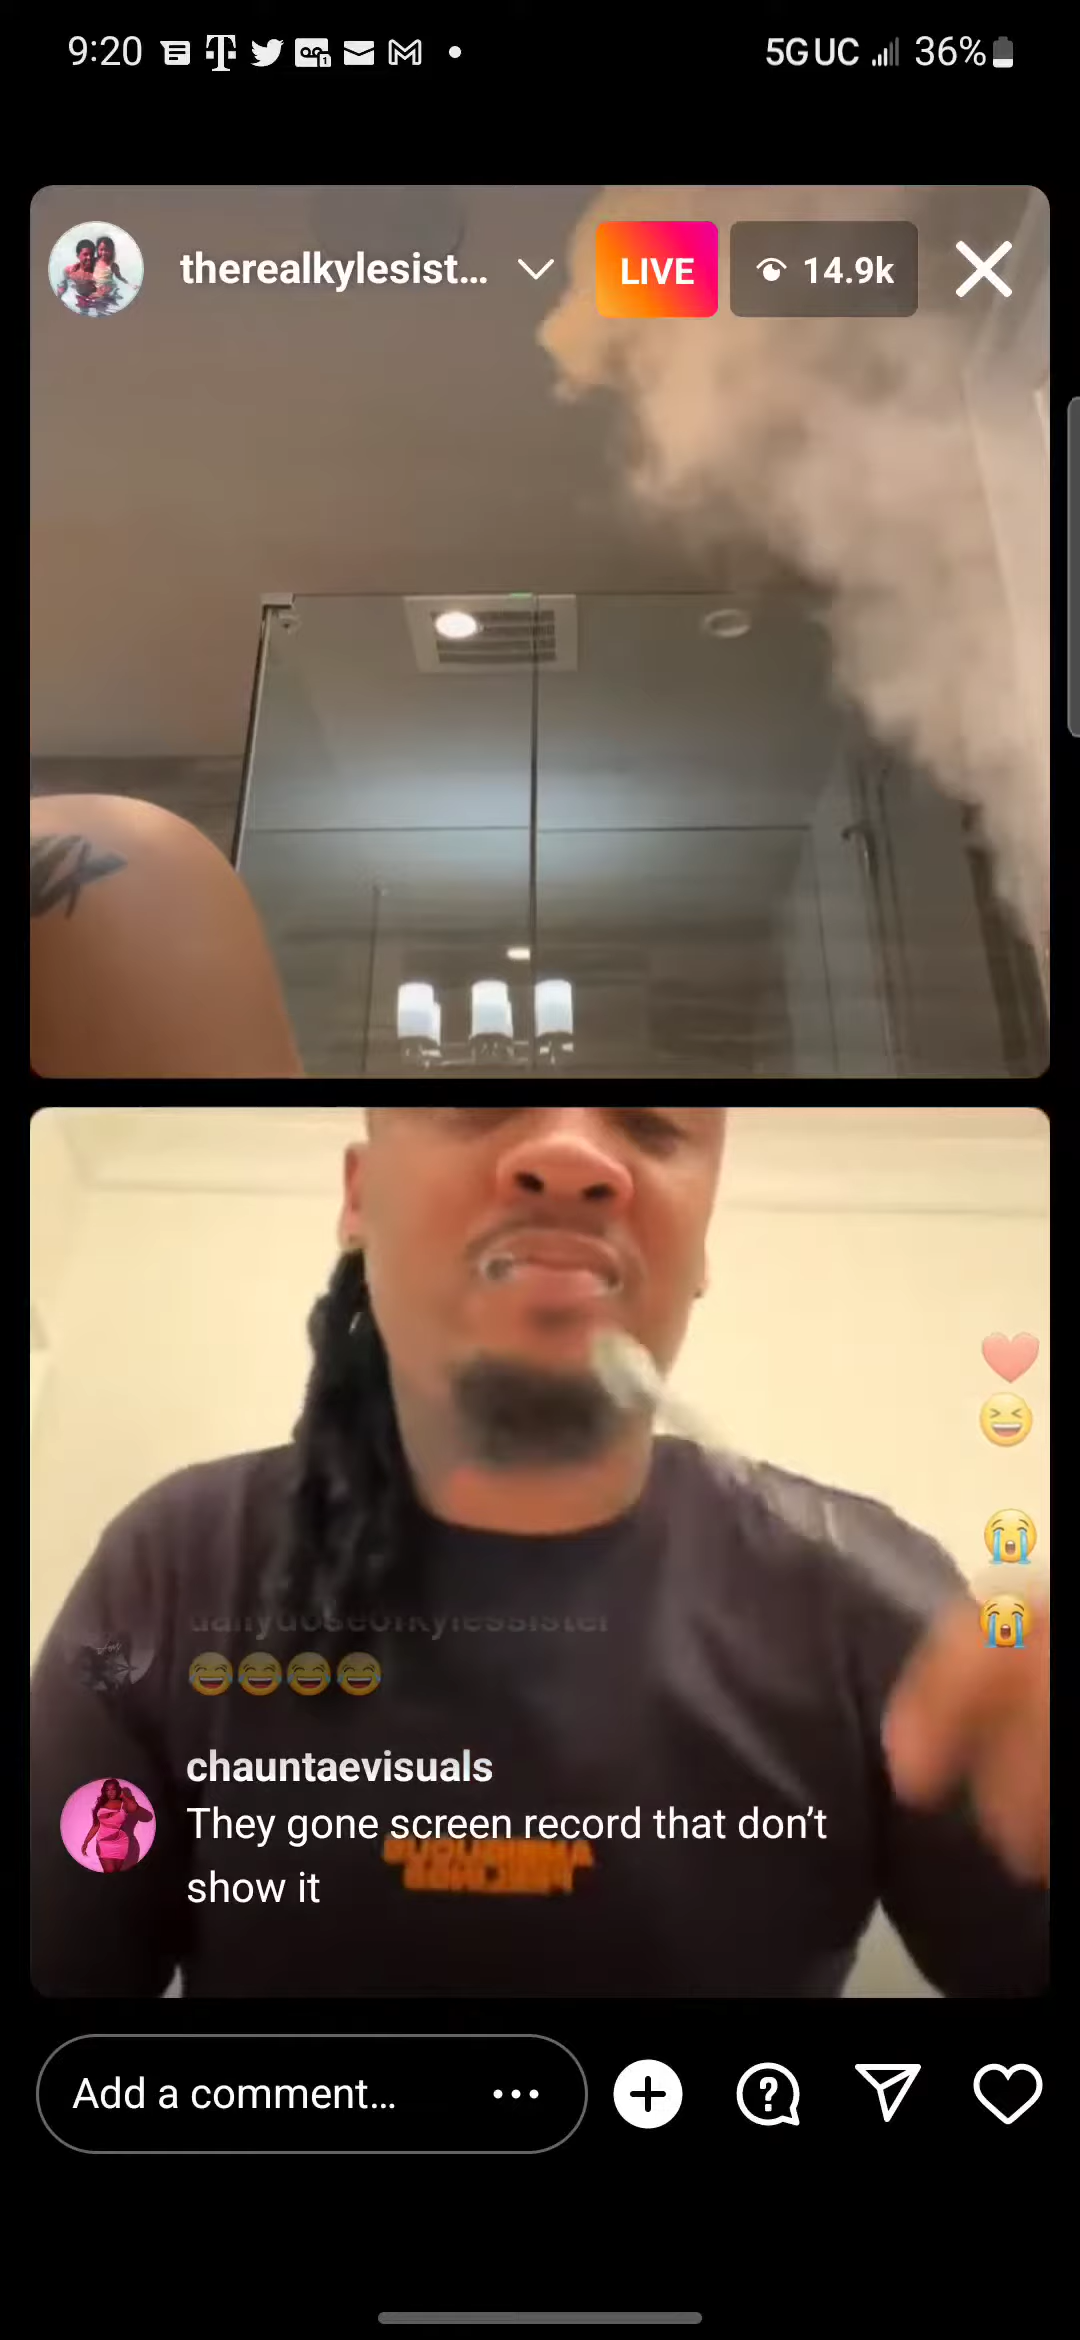 9:20 5G UC 36%
therealkylesist... LIVE 14.9k
dailydoseofkylessister
😂😂😂😂
chauntaevisuals
They gone screen record that don't
show it
Add a comment...